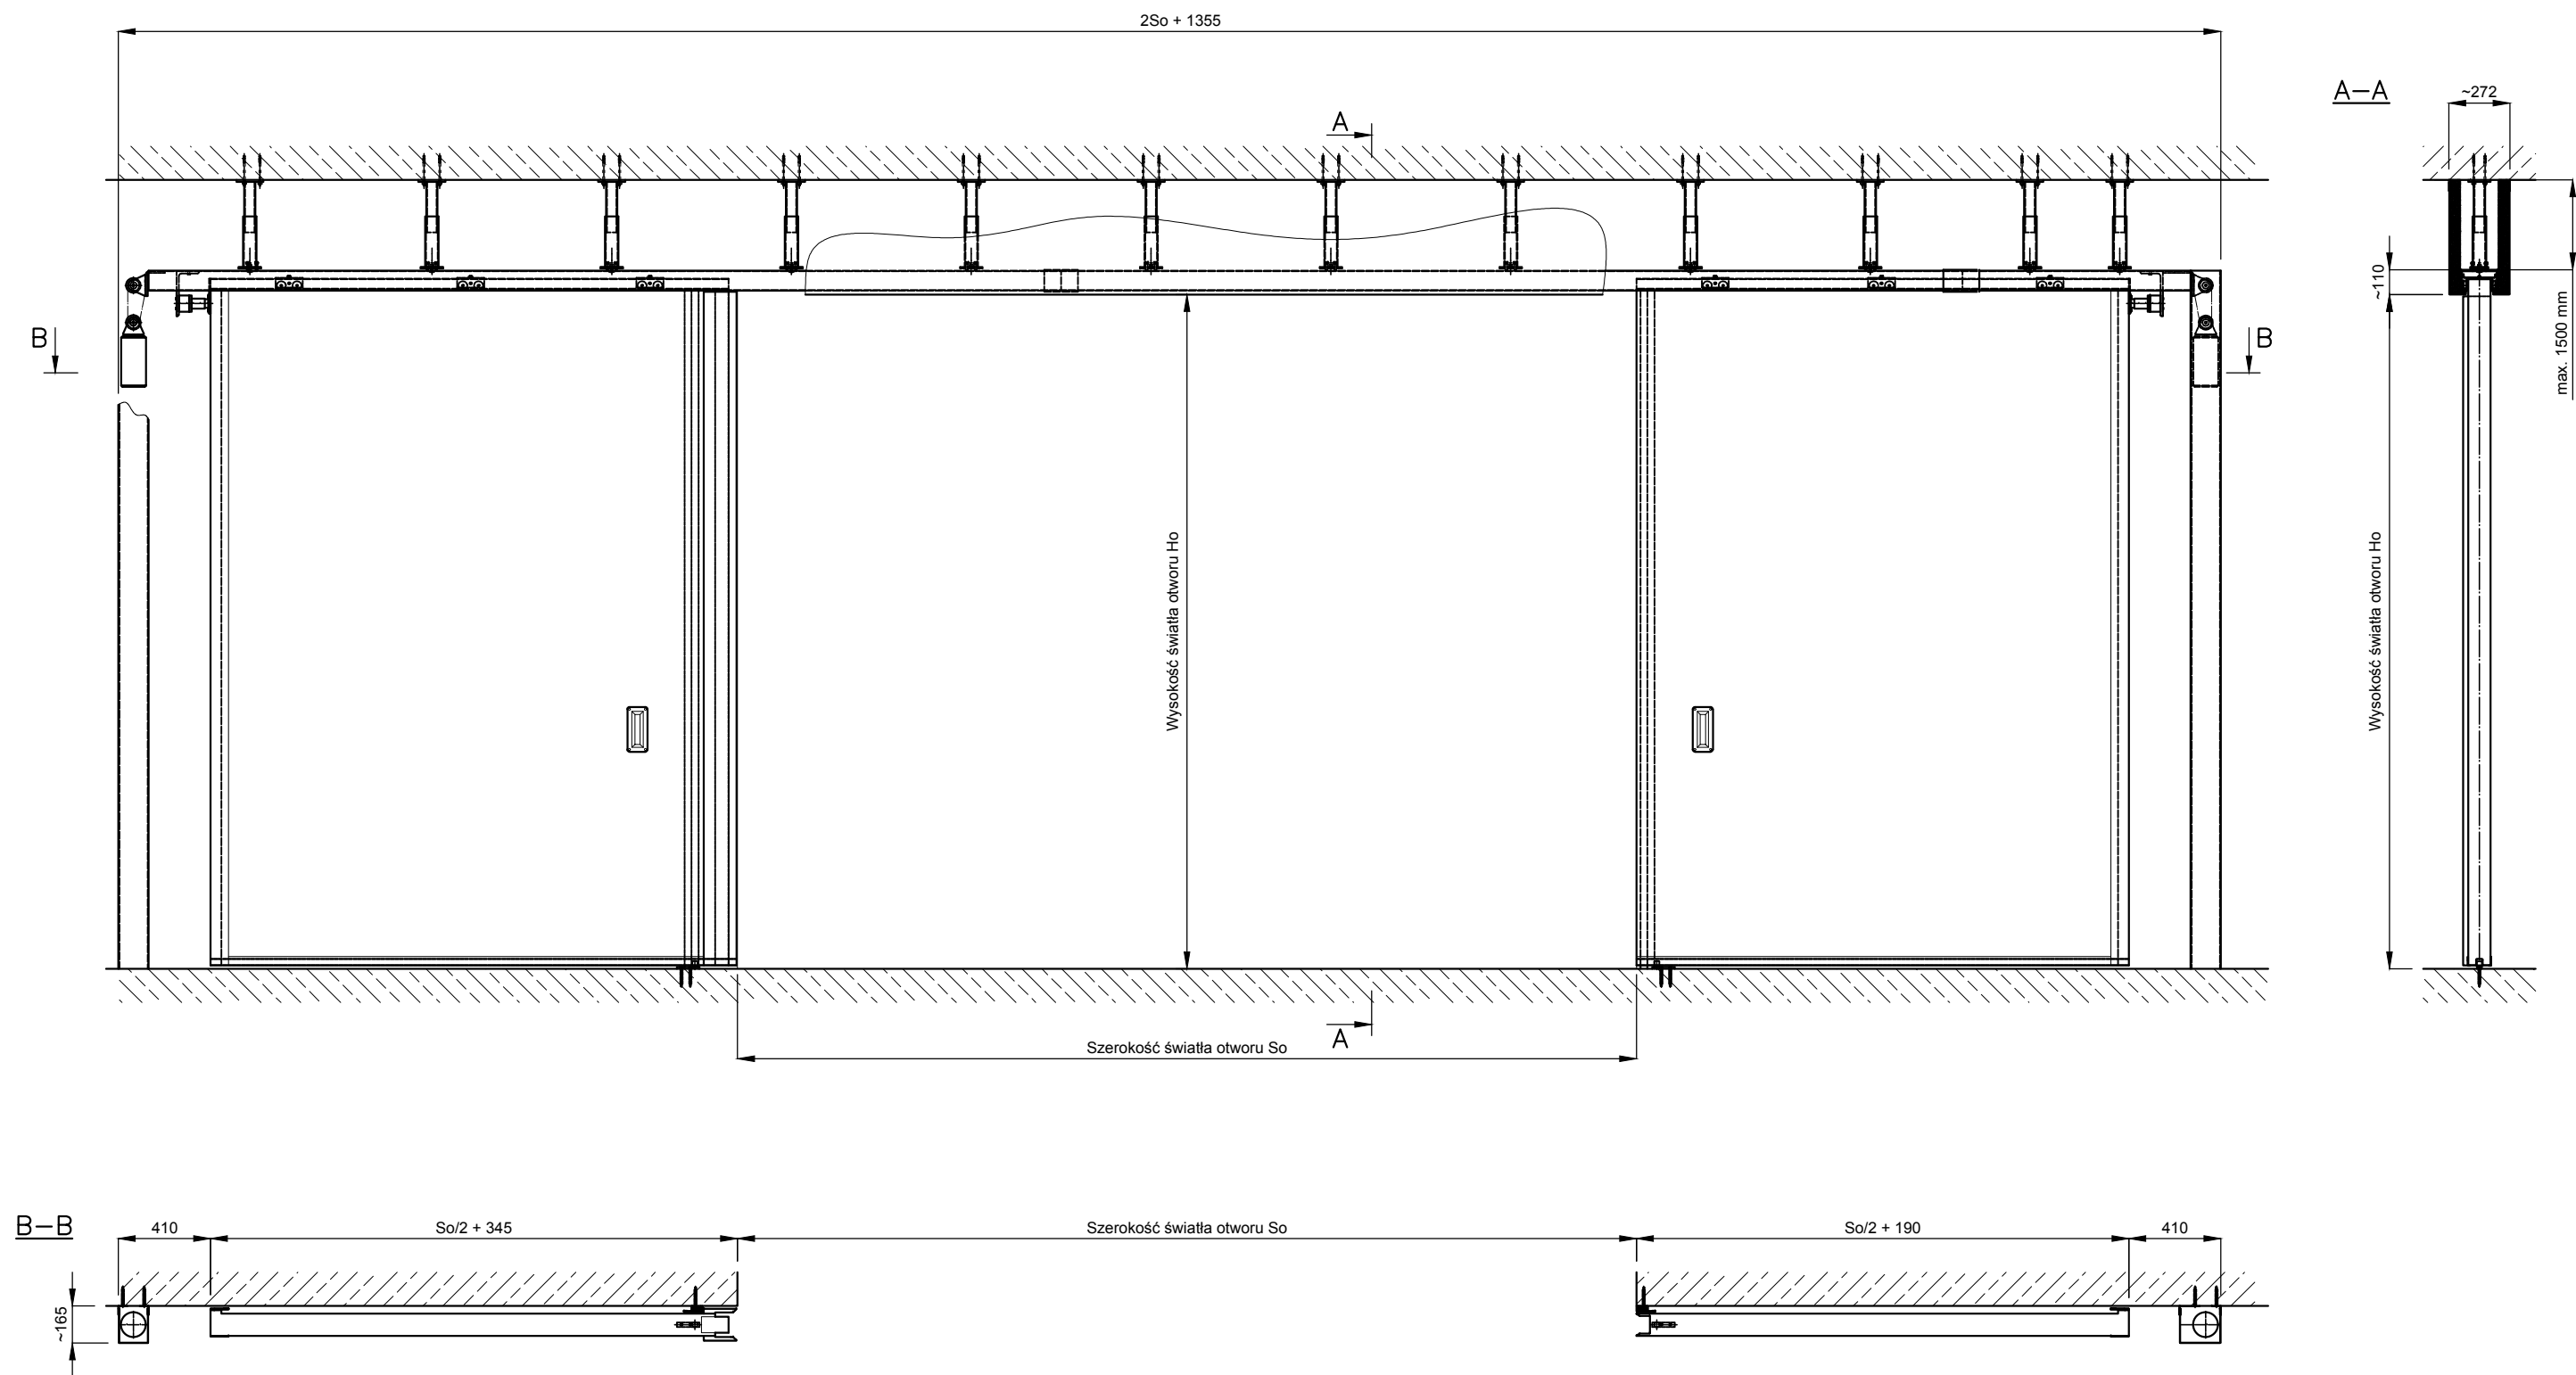 2So + 1355
A
A–A
~272
~110
max. 1500 mm
B
B
Wysokość światła otworu Ho
Wysokość światła otworu Ho
A
Szerokość światła otworu So
B–B
410
So/2 + 345
Szerokość światła otworu So
So/2 + 190
410
~165